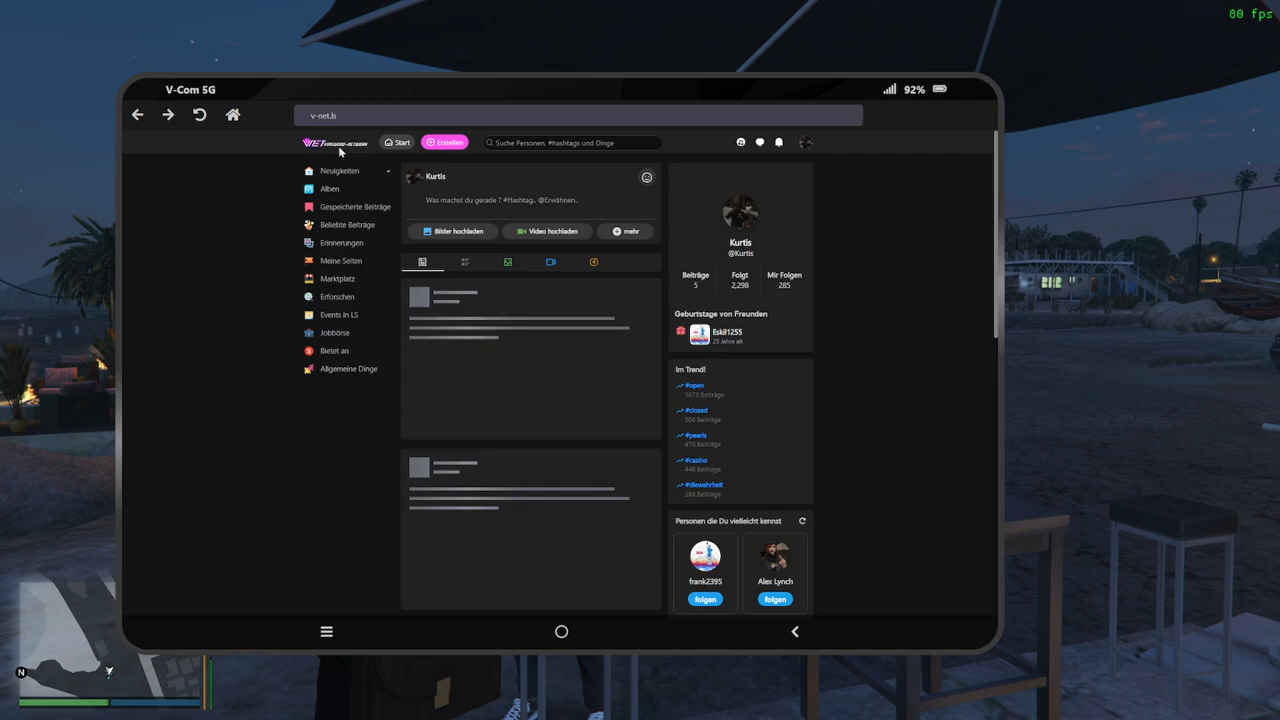 80 fps
V-Com 5G
92%
v-net.ls
VNET
Start
Erstellen
Suche Personen, #hashtags und Dinge
Neuigkeiten
Alben
Gespeicherte Beiträge
Beliebte Beiträge
Erinnerungen
Meine Seiten
Marktplatz
Erforschen
Events in LS
Jobbörse
Bietet an
Allgemeine Dinge
Kurtis
Was machst du gerade ? #Hashtag.. @Erwähnen..
Bilder hochladen
Video hochladen
mehr
Kurtis
@Kurtis
Beiträge
5
Folgt
2,298
Mir Folgen
285
Geburtstage von Freunden
Eskil1255
25 Jahre alt
Im Trend!
#open
1673 Beiträge
#closed
506 Beiträge
#pearls
470 Beiträge
#casino
448 Beiträge
#diewahrheit
384 Beiträge
Personen die Du vielleicht kennst
frank2395
folgen
Alex Lynch
folgen
N